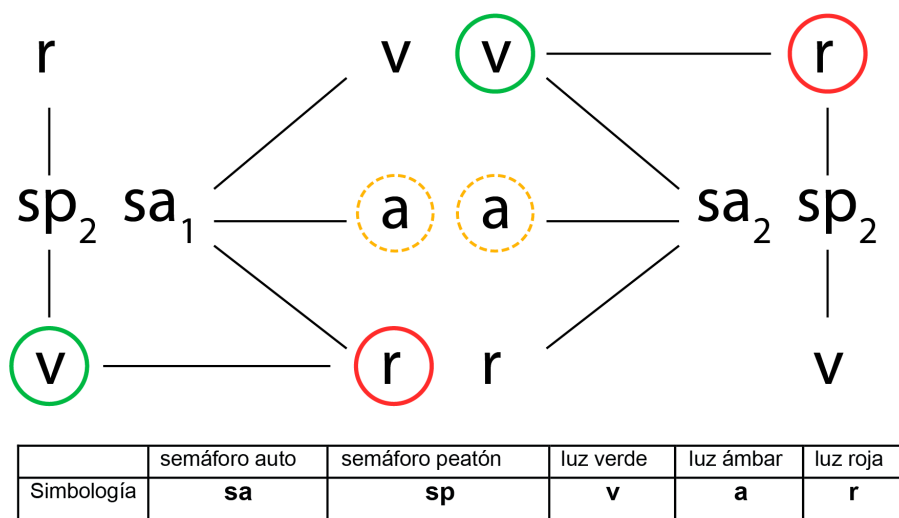 r v v r
sp2 sa1 a a sa2 sp2
v r r v
semáforo auto semáforo peatón luz verde luz ámbar luz roja
Simbología sa sp v a r